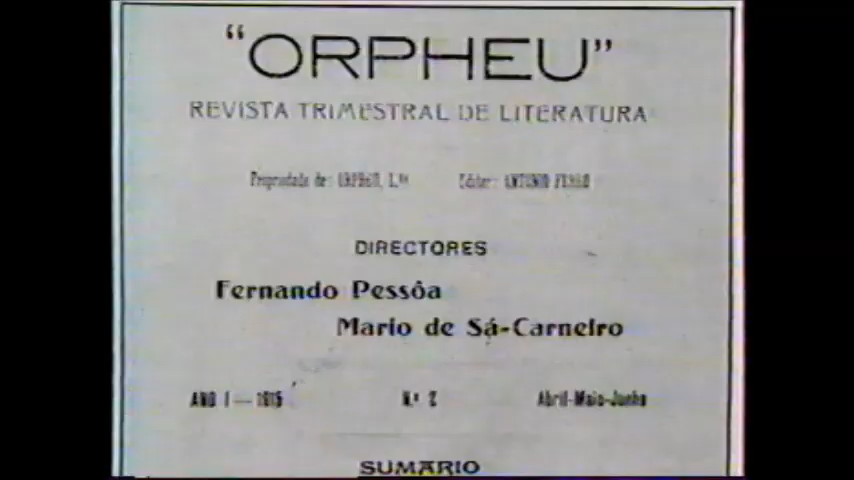 "ORPHEU"
REVISTA TRIMESTRAL DE LITERATURA
Propriedade de: ORPHEU, L.da Editor: ANTONIO FERRO
DIRECTORES
Fernando Pessôa
Mario de Sá-Carneiro
ANO I — 1915 N.º 2 Abril-Maio-Junho
SUMARIO